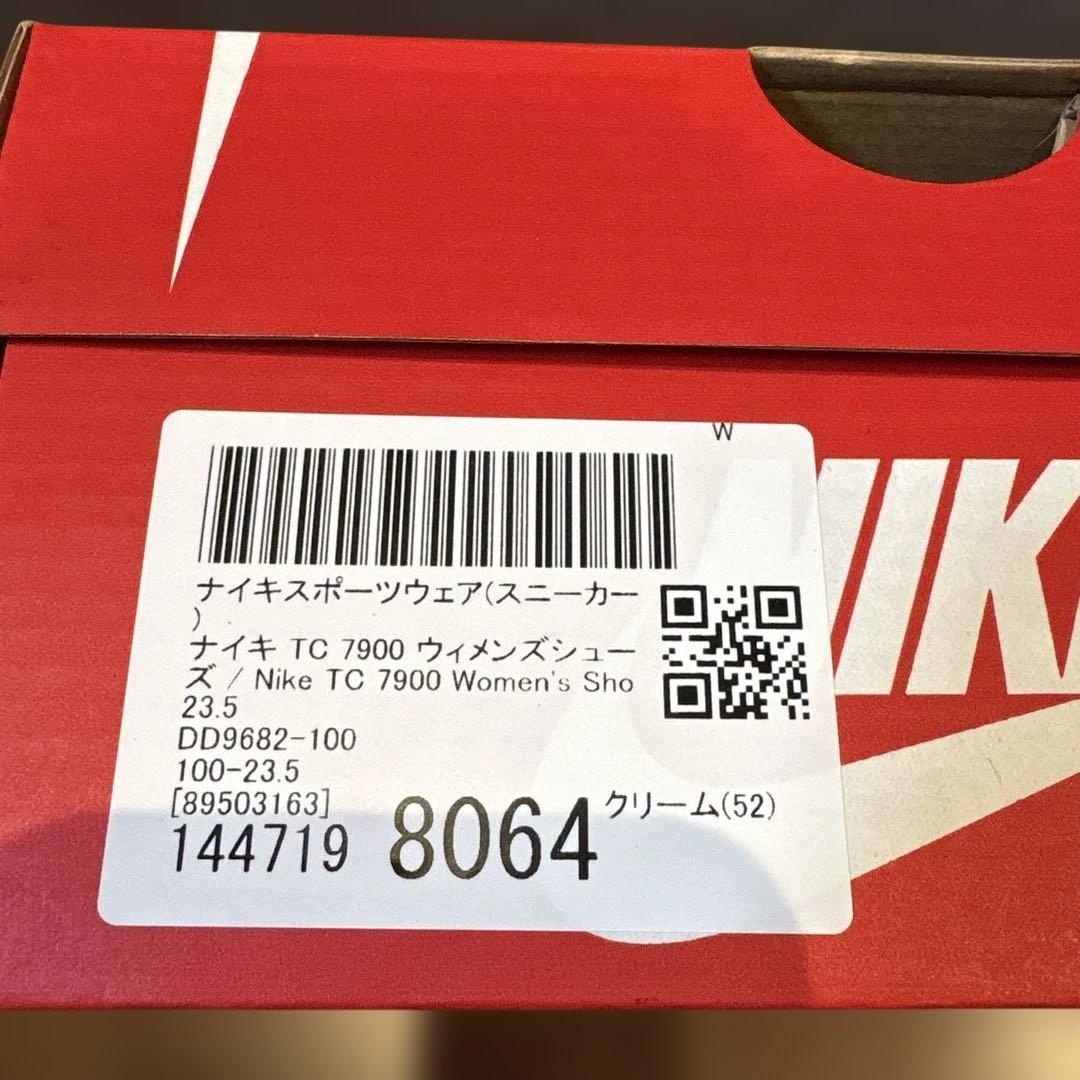 W
ナイキスポーツウェア(スニーカー
)
ナイキ TC 7900 ウィメンズシュー
ズ / Nike TC 7900 Women's Sho
23.5
DD9682-100
100-23.5
[89503163]
クリーム(52)
144719 8064
NIK